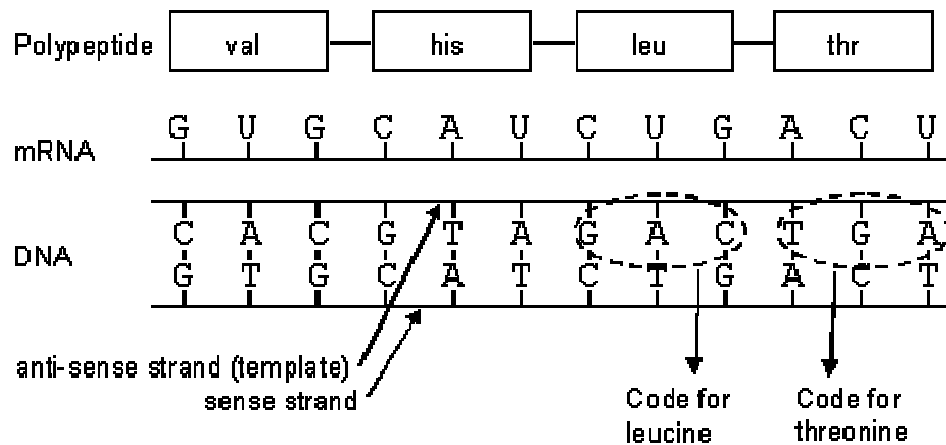 Polypeptide val his leu thr
G U G C A U C U G A C U
mRNA
C A C G T A G A C T G A
DNA
G T G C A T C T G A C T
anti-sense strand (template)
sense strand
Code for leucine
Code for threonine